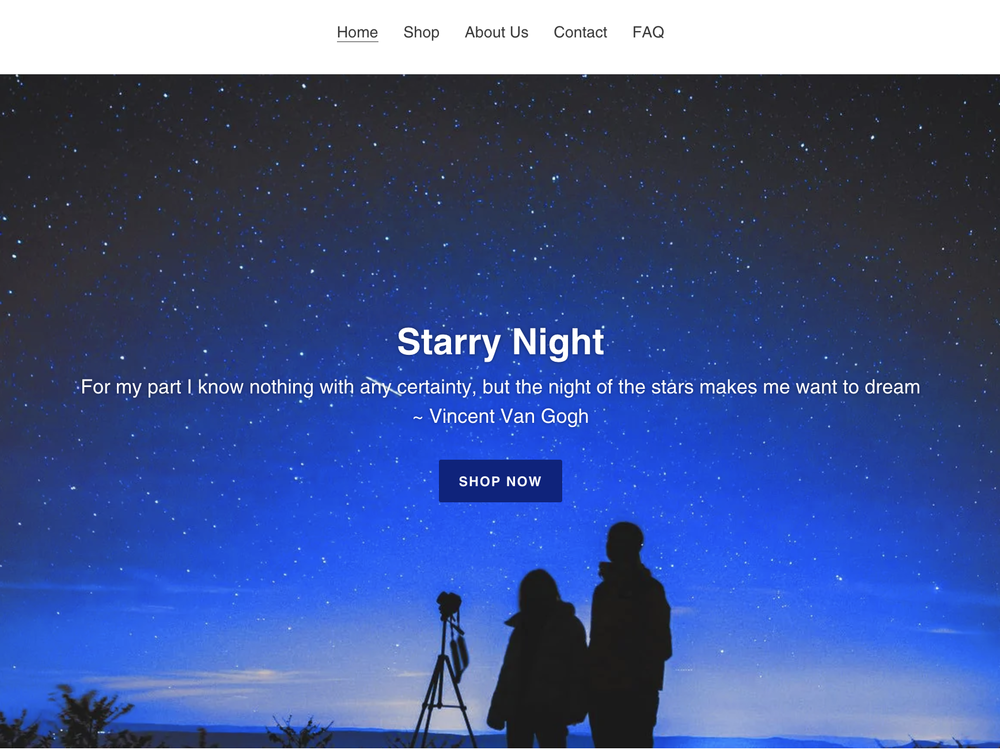 Home Shop About Us Contact FAQ
Starry Night
For my part I know nothing with any certainty, but the night of the stars makes me want to dream
~ Vincent Van Gogh
SHOP NOW